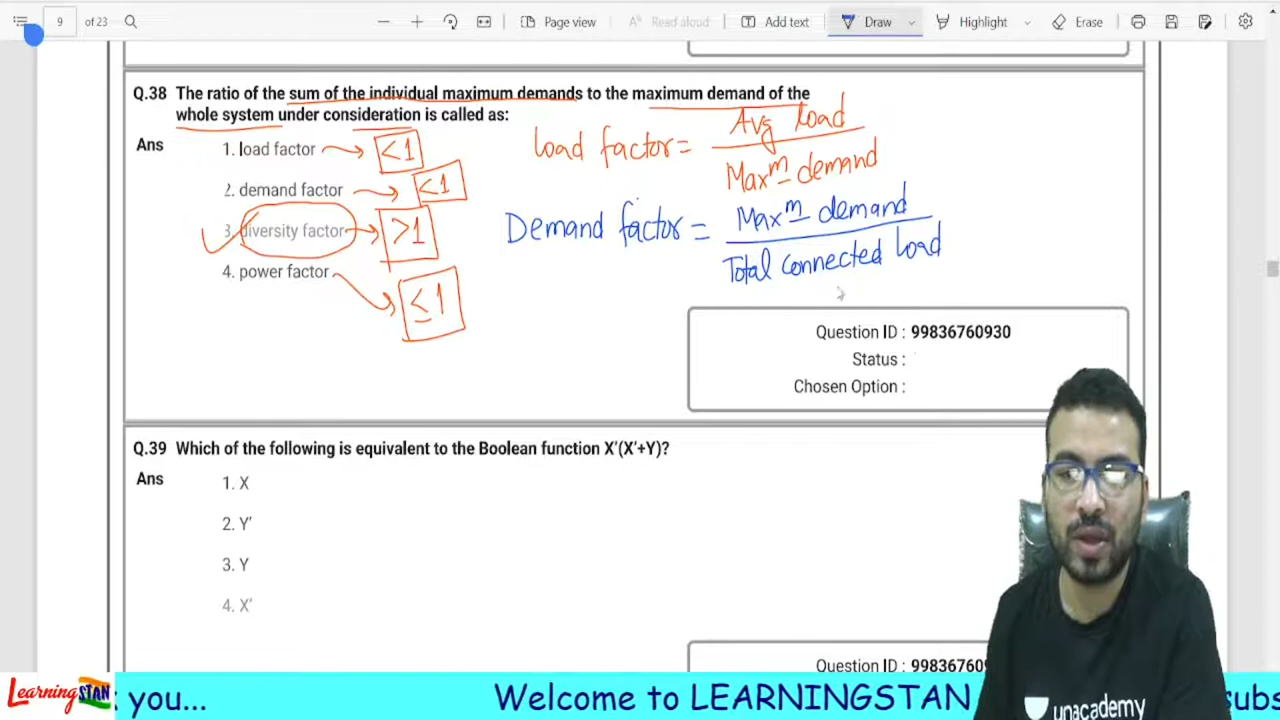 9 of 23
Page view
Read aloud
Add text
Draw
Highlight
Erase
Q.38 The ratio of the sum of the individual maximum demands to the maximum demand of the
whole system under consideration is called as:
Ans
1. load factor <1
2. demand factor <1
3. diversity factor >1
4. power factor ≤1
Load factor = Avg load
Maxm demand
Demand factor = Maxm demand
Total connected Load
Question ID : 99836760930
Status :
Chosen Option :
Q.39 Which of the following is equivalent to the Boolean function X'(X'+Y)?
Ans
1. X
2. Y'
3. Y
4. X'
Question ID : 998367609
LearningSTAN
you...
Welcome to LEARNINGSTAN
subs
unacademy